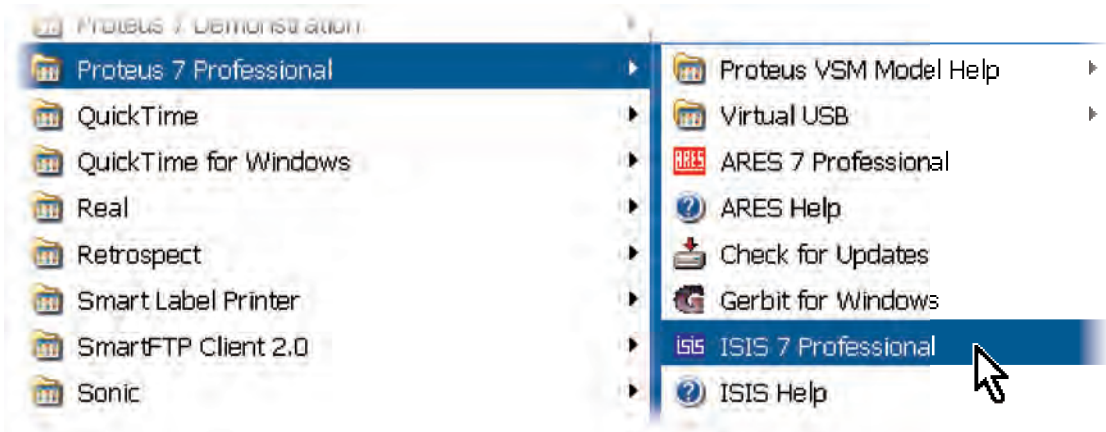 Proteus 7 Demonstration
Proteus 7 Professional
QuickTime
QuickTime for Windows
Real
Retrospect
Smart Label Printer
SmartFTP Client 2.0
Sonic
Proteus VSM Model Help
Virtual USB
ARES ARES 7 Professional
ARES Help
Check for Updates
Gerbit for Windows
isis ISIS 7 Professional
ISIS Help